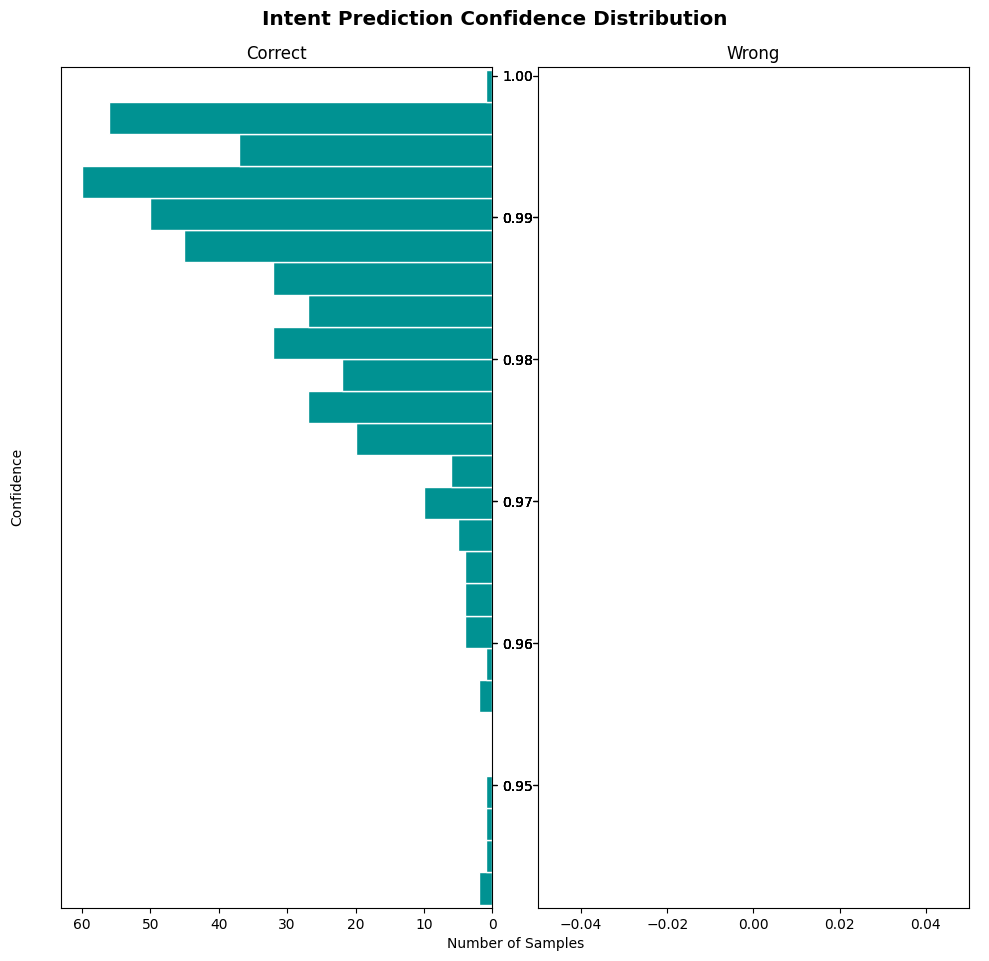 Intent Prediction Confidence Distribution
Correct
Wrong
1.00
0.99
0.98
0.97
0.96
0.95
Confidence
60 50 40 30 20 10 0
−0.04 −0.02 0.00 0.02 0.04
Number of Samples